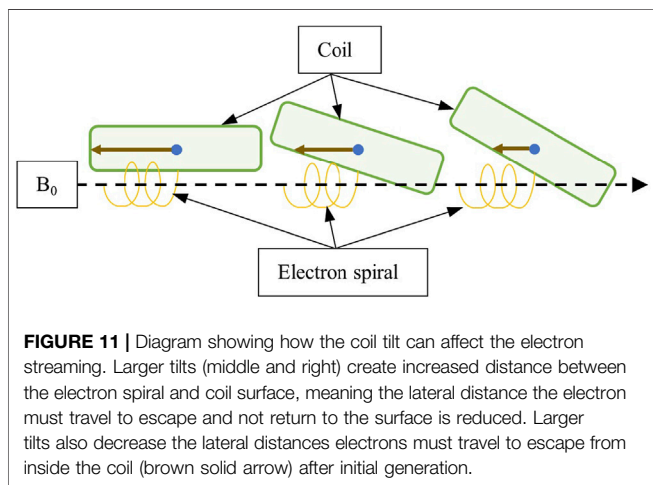 Coil
B₀
Electron spiral
FIGURE 11 | Diagram showing how the coil tilt can affect the electron
streaming. Larger tilts (middle and right) create increased distance between
the electron spiral and coil surface, meaning the lateral distance the electron
must travel to escape and not return to the surface is reduced. Larger
tilts also decrease the lateral distances electrons must travel to escape from
inside the coil (brown solid arrow) after initial generation.